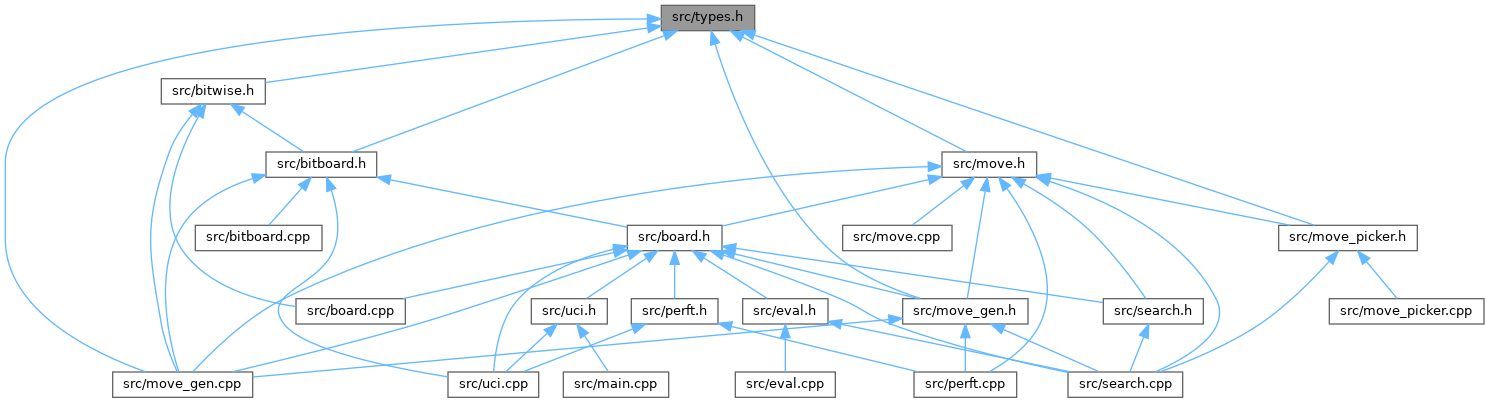 src/types.h
src/bitwise.h
src/bitboard.h
src/move.h
src/bitboard.cpp
src/board.h
src/move.cpp
src/move_picker.h
src/board.cpp
src/uci.h
src/perft.h
src/eval.h
src/move_gen.h
src/search.h
src/move_picker.cpp
src/move_gen.cpp
src/uci.cpp
src/main.cpp
src/eval.cpp
src/perft.cpp
src/search.cpp